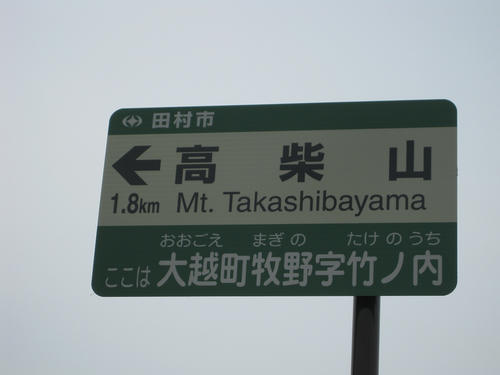 田村市
← 高柴山
1.8km Mt. Takashibayama
おおごえ まぎの たけのうち
ここは 大越町牧野字竹ノ内